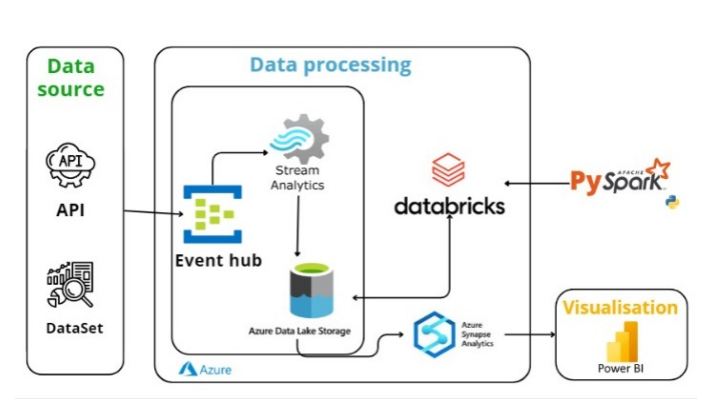 Data
source
API
API
DataSet
Data processing
Stream
Analytics
Event hub
Azure Data Lake Storage
Azure
databricks
APACHE
PySpark
Azure
Synapse
Analytics
Visualisation
Power BI